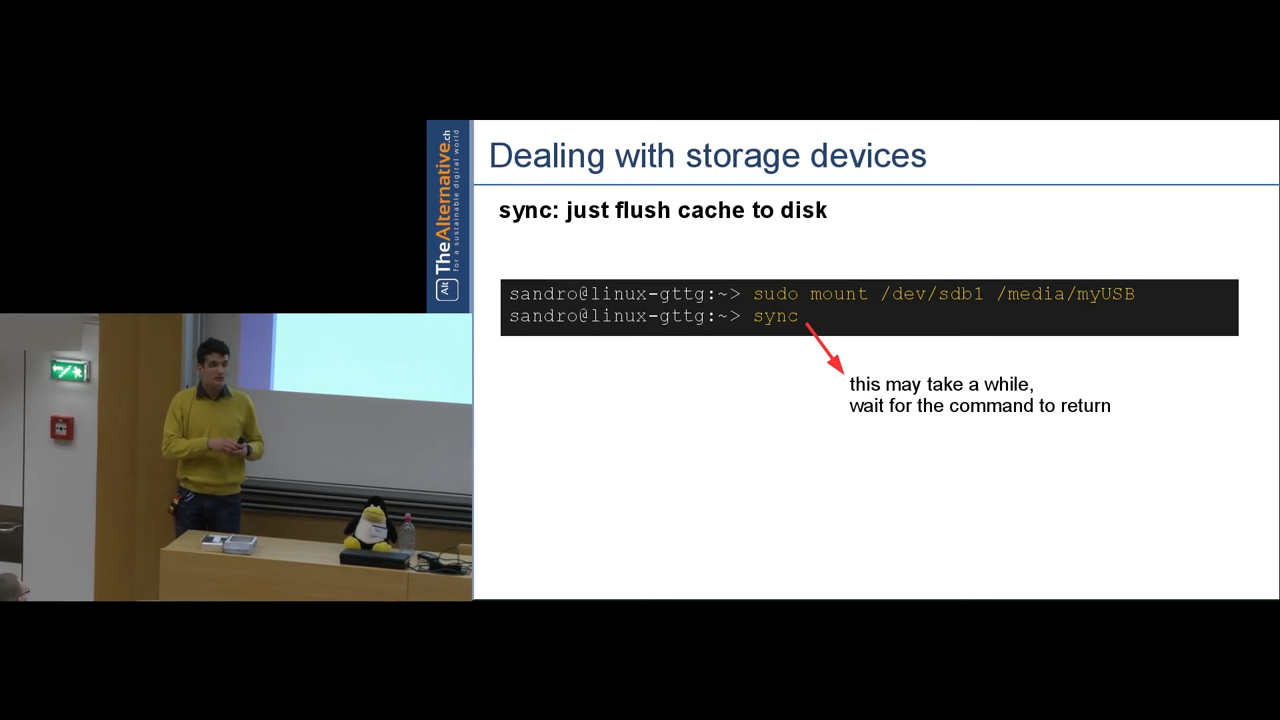 Alt TheAlternative.ch
for a sustainable digital world
Dealing with storage devices
sync: just flush cache to disk
sandro@linux-gttg:~> sudo mount /dev/sdb1 /media/myUSB
sandro@linux-gttg:~> sync
this may take a while,
wait for the command to return